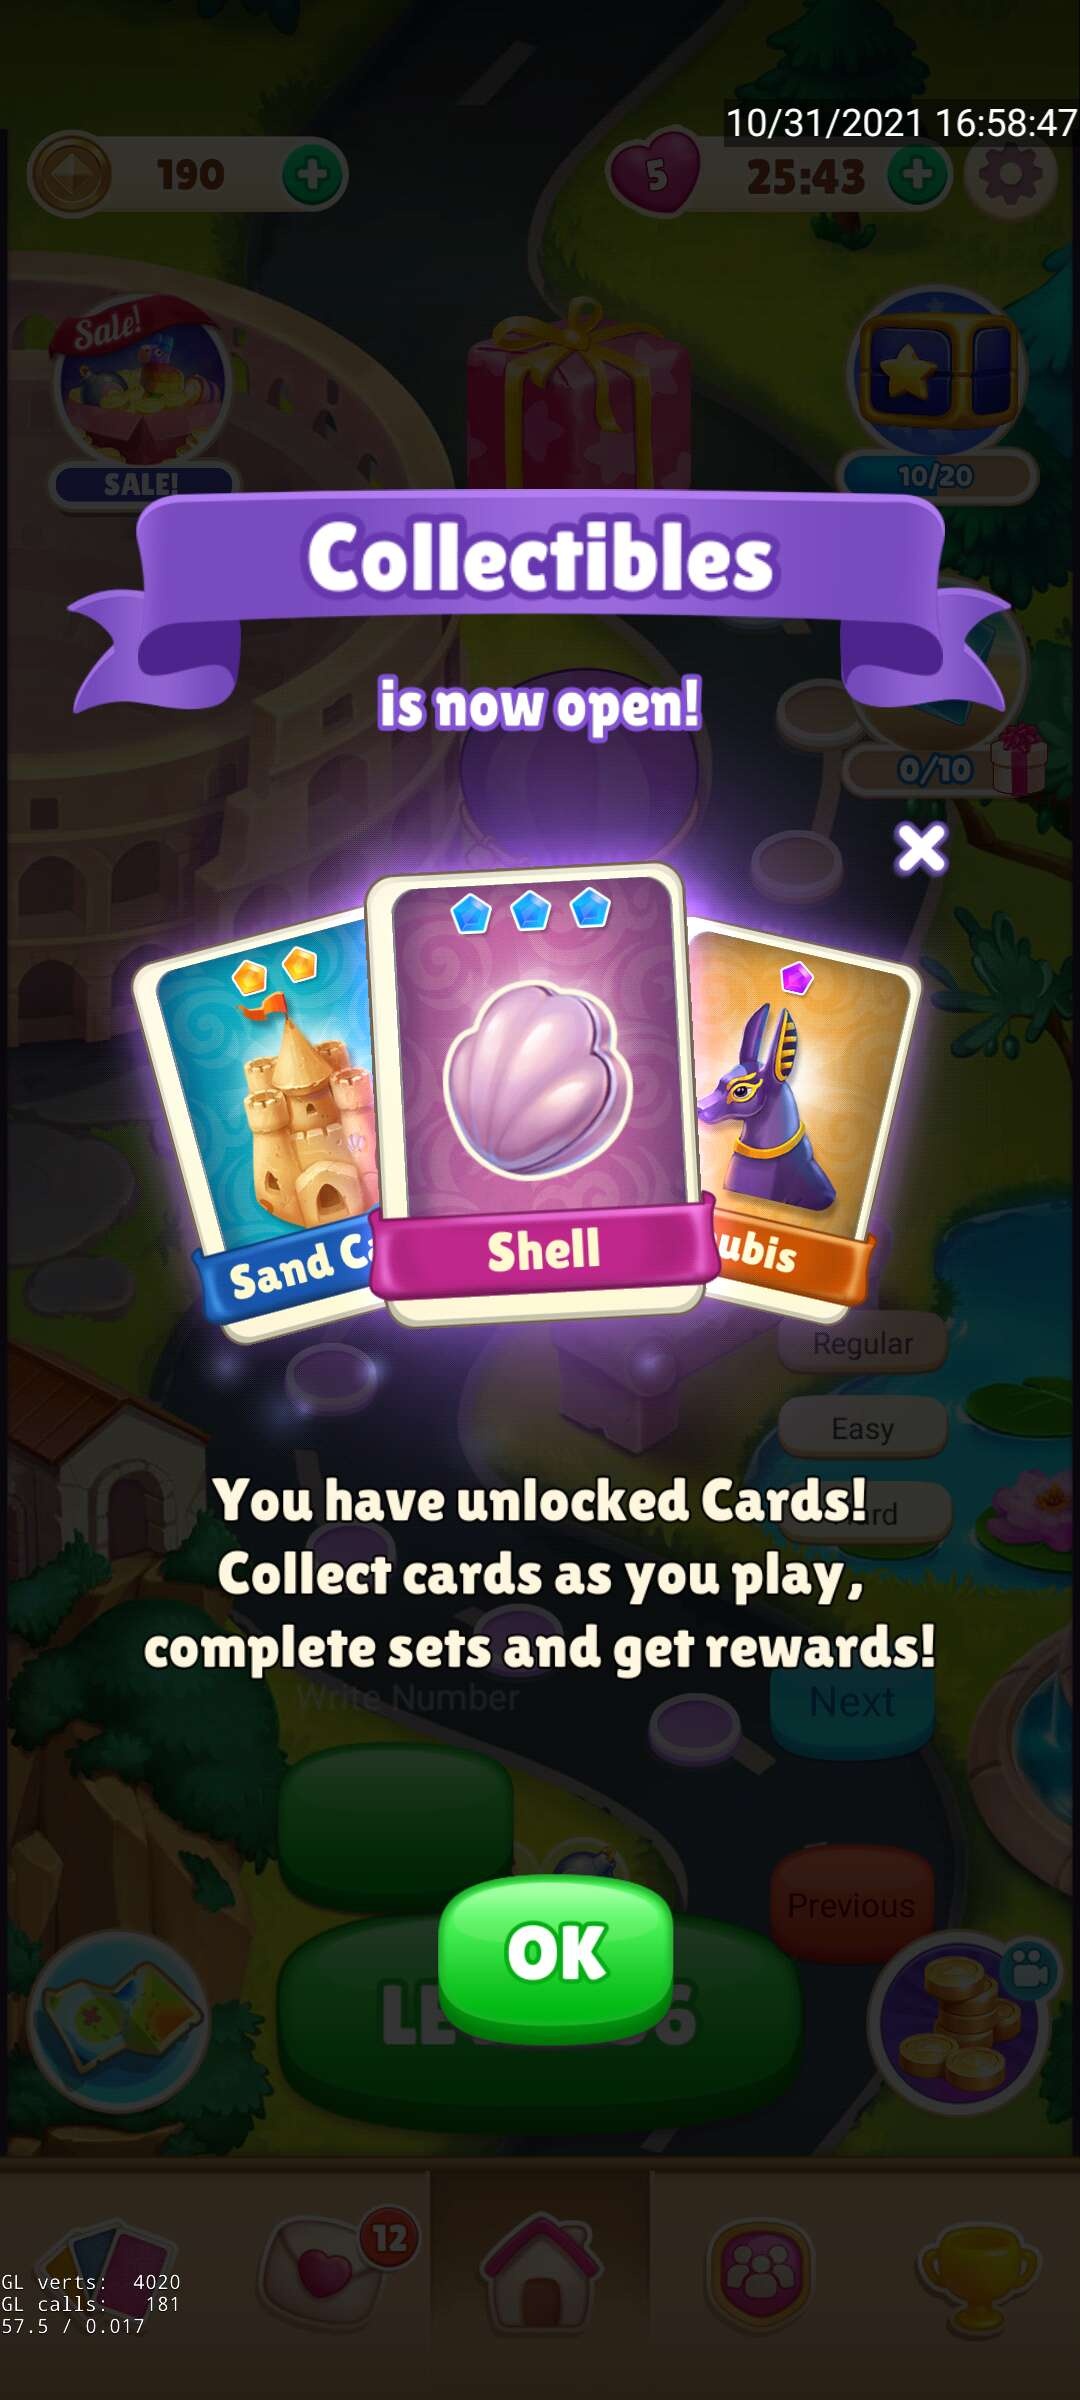 10/31/2021 16:58:47
190
5
25:43
Sale!
SALE!
10/20
Collectibles
is now open!
0/10
Shell
Sand Ca
ubis
Regular
Easy
You have unlocked Cards!
Collect cards as you play,
complete sets and get rewards!
Write Number
Next
OK
Previous
12
GL verts: 4020
GL calls: 181
57.5 / 0.017